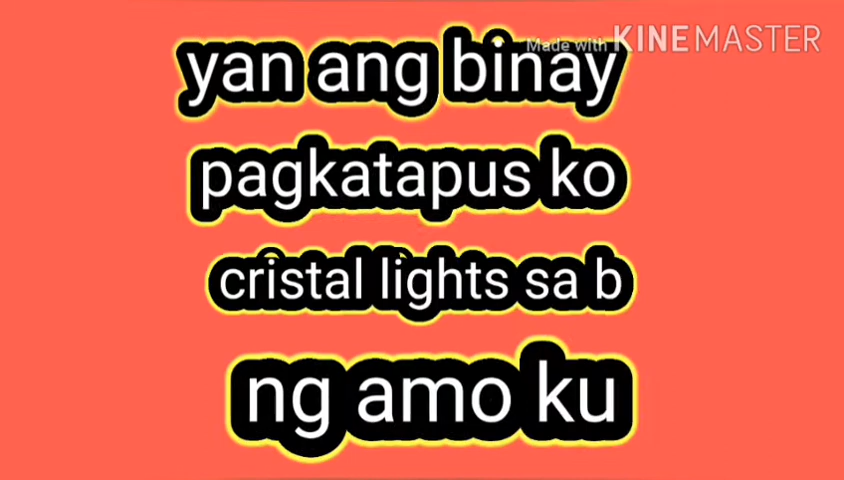 Made with KINEMASTER
yan ang binay
pagkatapus ko
cristal lights sa b
ng amo ku